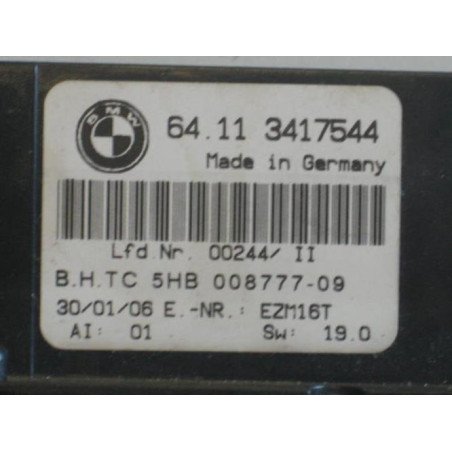 BMW
64.11 3417544
Made in Germany
Lfd.Nr. 00244/ II
B.H.TC 5HB 008777-09
30/01/06 E.-NR.: EZM16T
AI: 01 Sw: 19.0